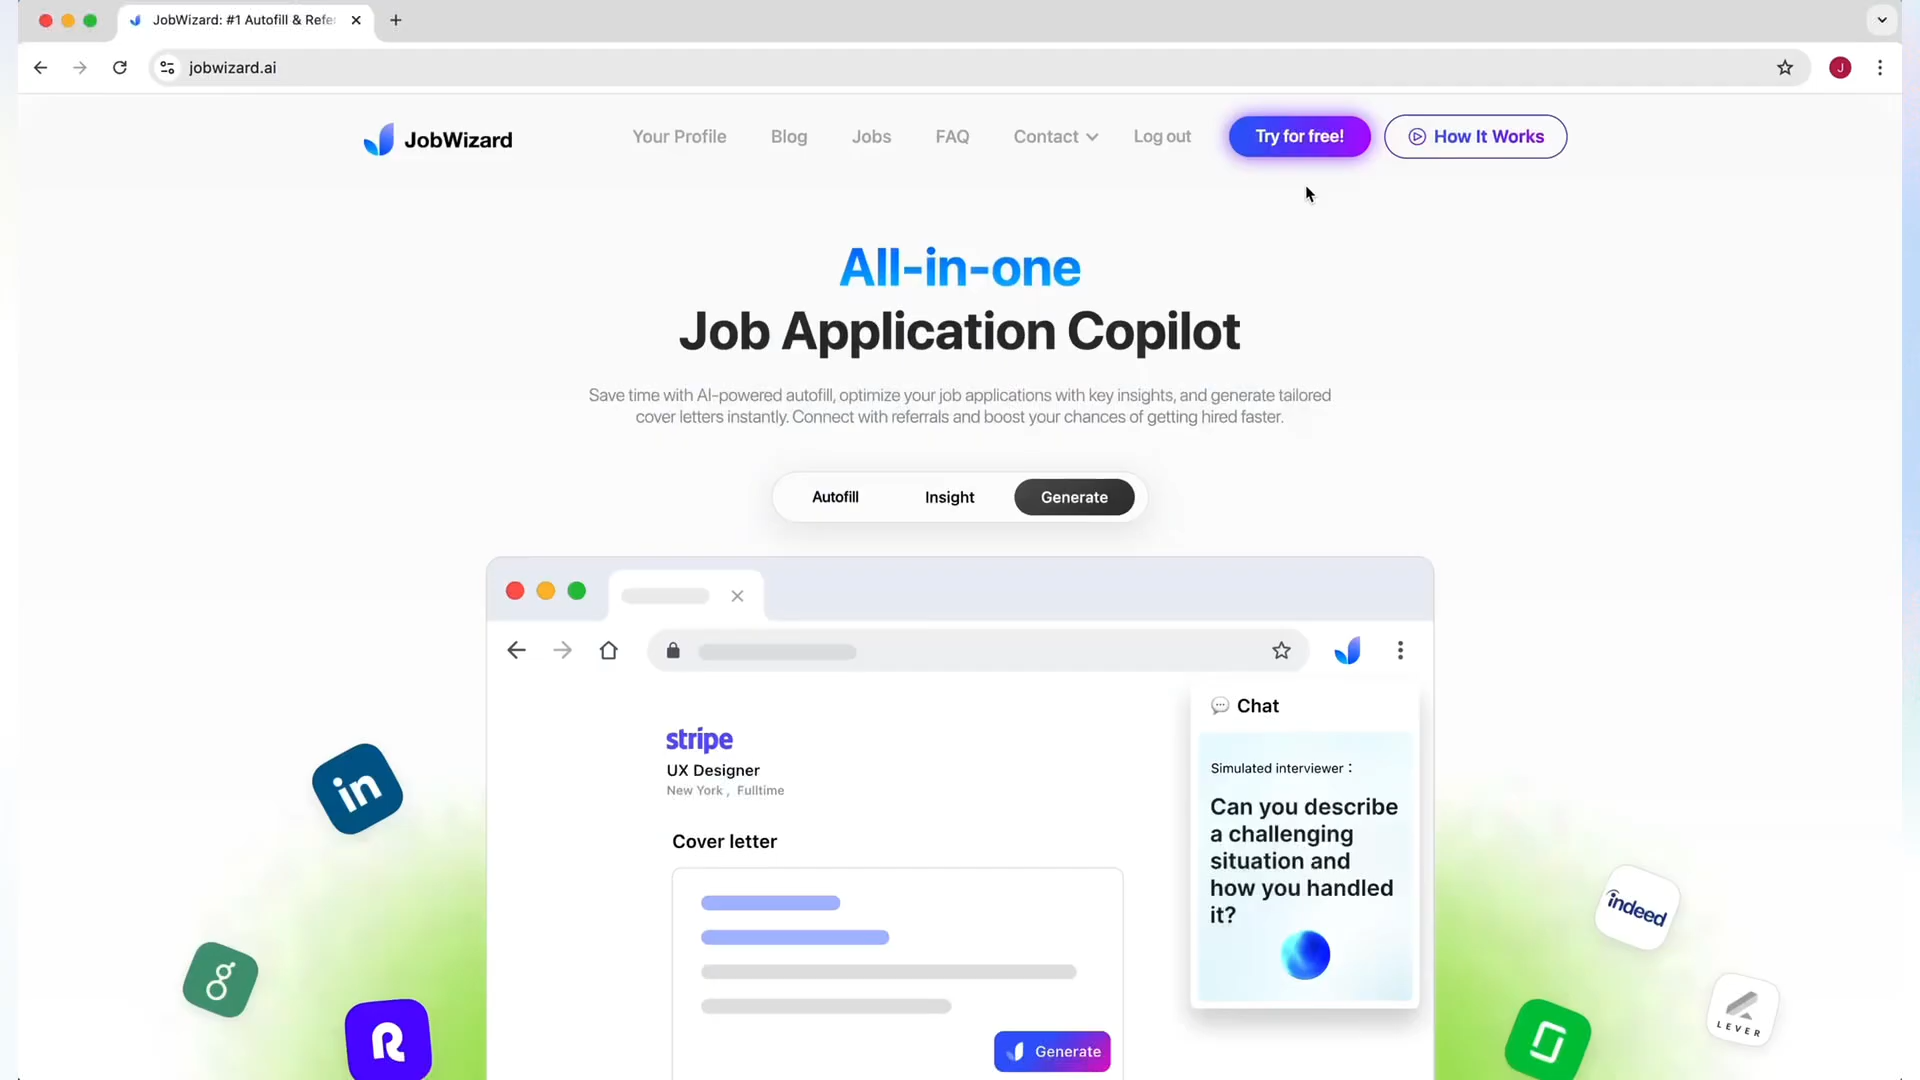 JobWizard: #1 Autofill & Refer
jobwizard.ai
J
JobWizard
Your Profile
Blog
Jobs
FAQ
Contact
Log out
Try for free!
How It Works
All-in-one
Job Application Copilot
Save time with AI-powered autofill, optimize your job applications with key insights, and generate tailored
cover letters instantly. Connect with referrals and boost your chances of getting hired faster.
Autofill
Insight
Generate
stripe
UX Designer
New York , Fulltime
Cover letter
Generate
Chat
Simulated interviewer :
Can you describe
a challenging
situation and
how you handled
it?
in
g
R
indeed
LEVER